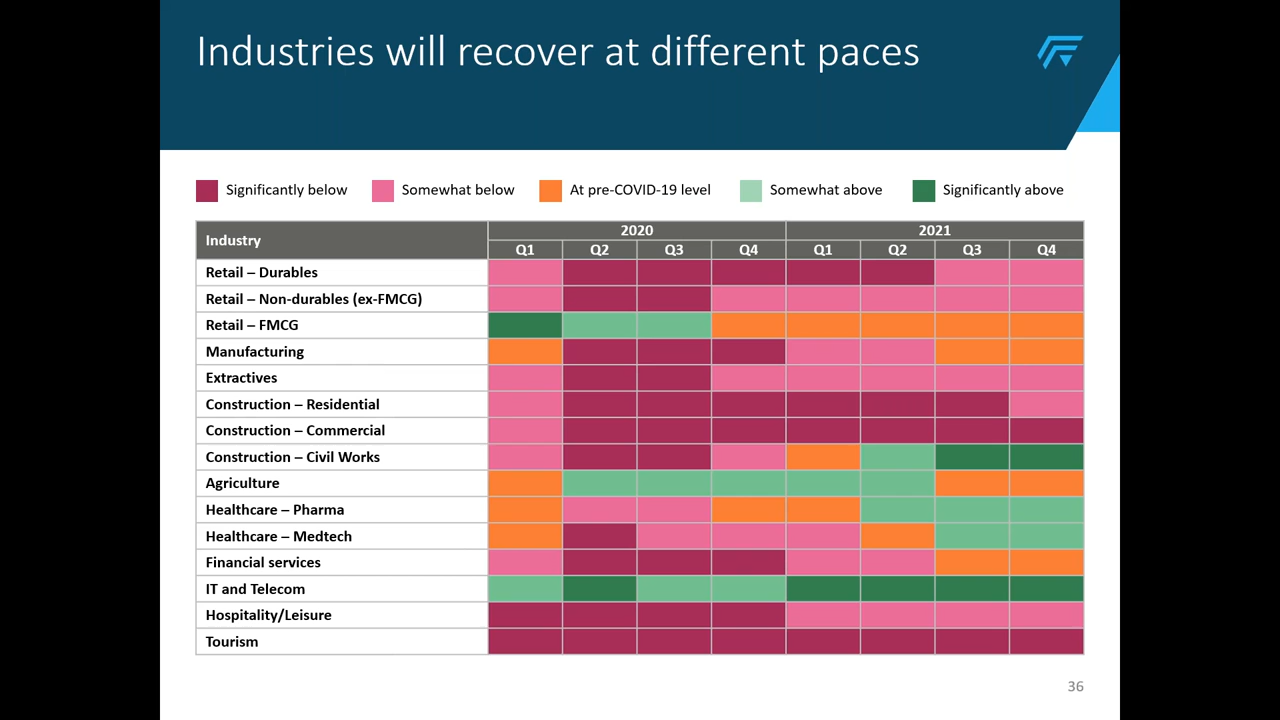 Industries will recover at different paces
Significantly below Somewhat below At pre-COVID-19 level Somewhat above Significantly above
Industry 2020 2021
Q1 Q2 Q3 Q4 Q1 Q2 Q3 Q4
Retail – Durables
Retail – Non-durables (ex-FMCG)
Retail – FMCG
Manufacturing
Extractives
Construction – Residential
Construction – Commercial
Construction – Civil Works
Agriculture
Healthcare – Pharma
Healthcare – Medtech
Financial services
IT and Telecom
Hospitality/Leisure
Tourism
36